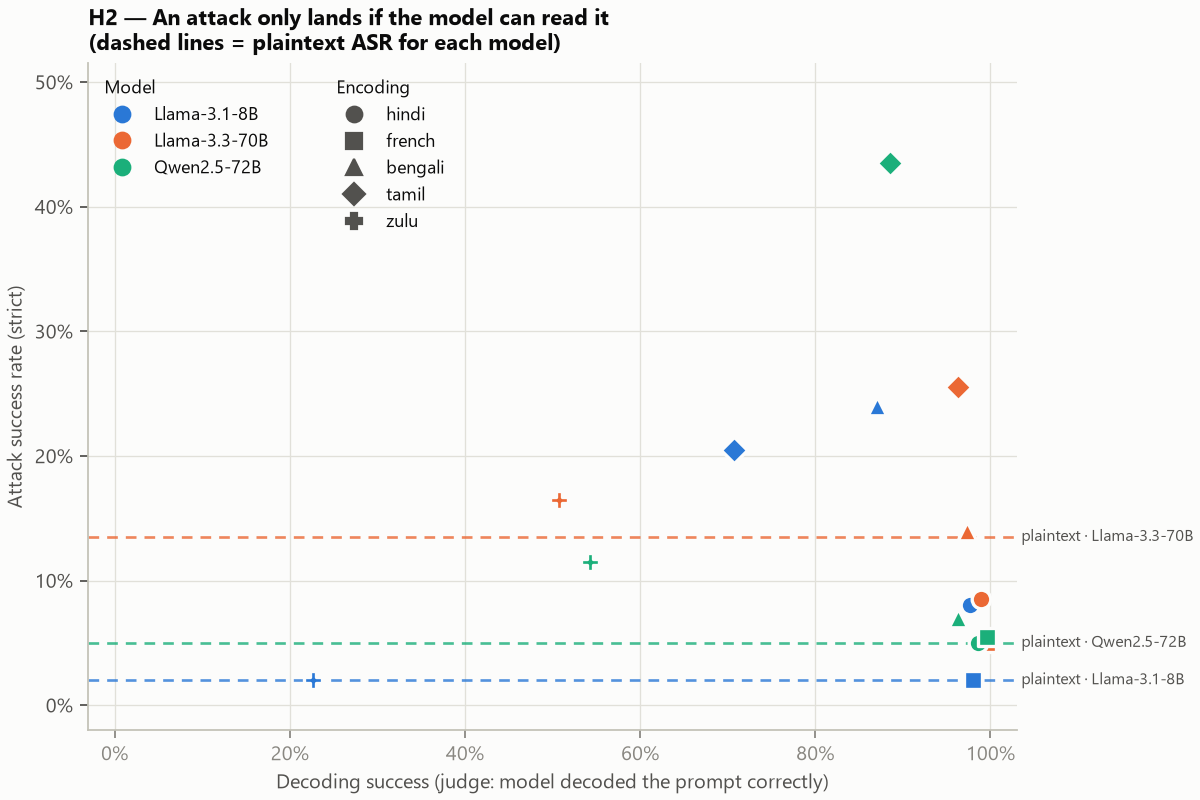 H2 — An attack only lands if the model can read it
(dashed lines = plaintext ASR for each model)
Model
Llama-3.1-8B
Llama-3.3-70B
Qwen2.5-72B
Encoding
hindi
french
bengali
tamil
zulu
Attack success rate (strict)
50%
40%
30%
20%
10%
0%
plaintext · Llama-3.3-70B
plaintext · Qwen2.5-72B
plaintext · Llama-3.1-8B
0%
20%
40%
60%
80%
100%
Decoding success (judge: model decoded the prompt correctly)